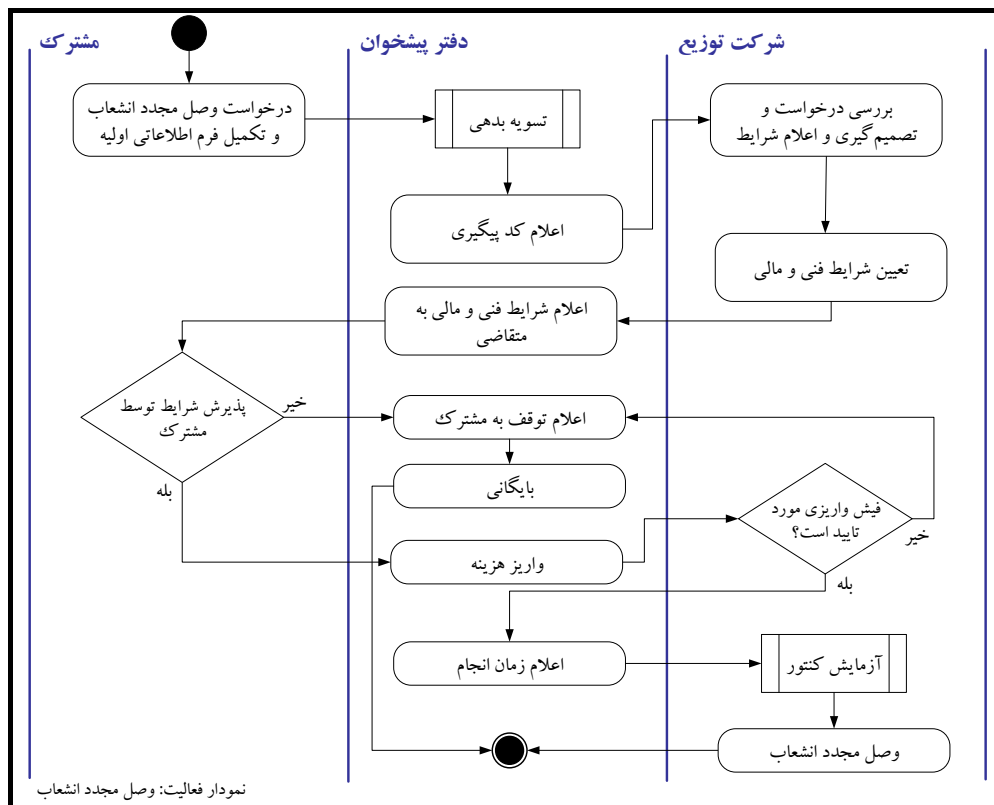 مشترك
دفتر پیشخوان
شرکت توزیع
درخواست وصل مجدد انشعاب
و تکمیل فرم اطلاعاتی اولیه
تسویه بدهی
بررسی درخواست و
تصمیم‌گیری و اعلام شرایط
اعلام کد پیگیری
تعیین شرایط فنی و مالی
اعلام شرایط فنی و مالی به
متقاضی
پذیرش شرایط توسط
مشترك
خیر
بله
اعلام توقف به مشترك
بایگانی
فیش واریزی مورد
تایید است؟
خیر
بله
واریز هزینه
اعلام زمان انجام
آزمایش کنتور
وصل مجدد انشعاب
نمودار فعالیت: وصل مجدد انشعاب